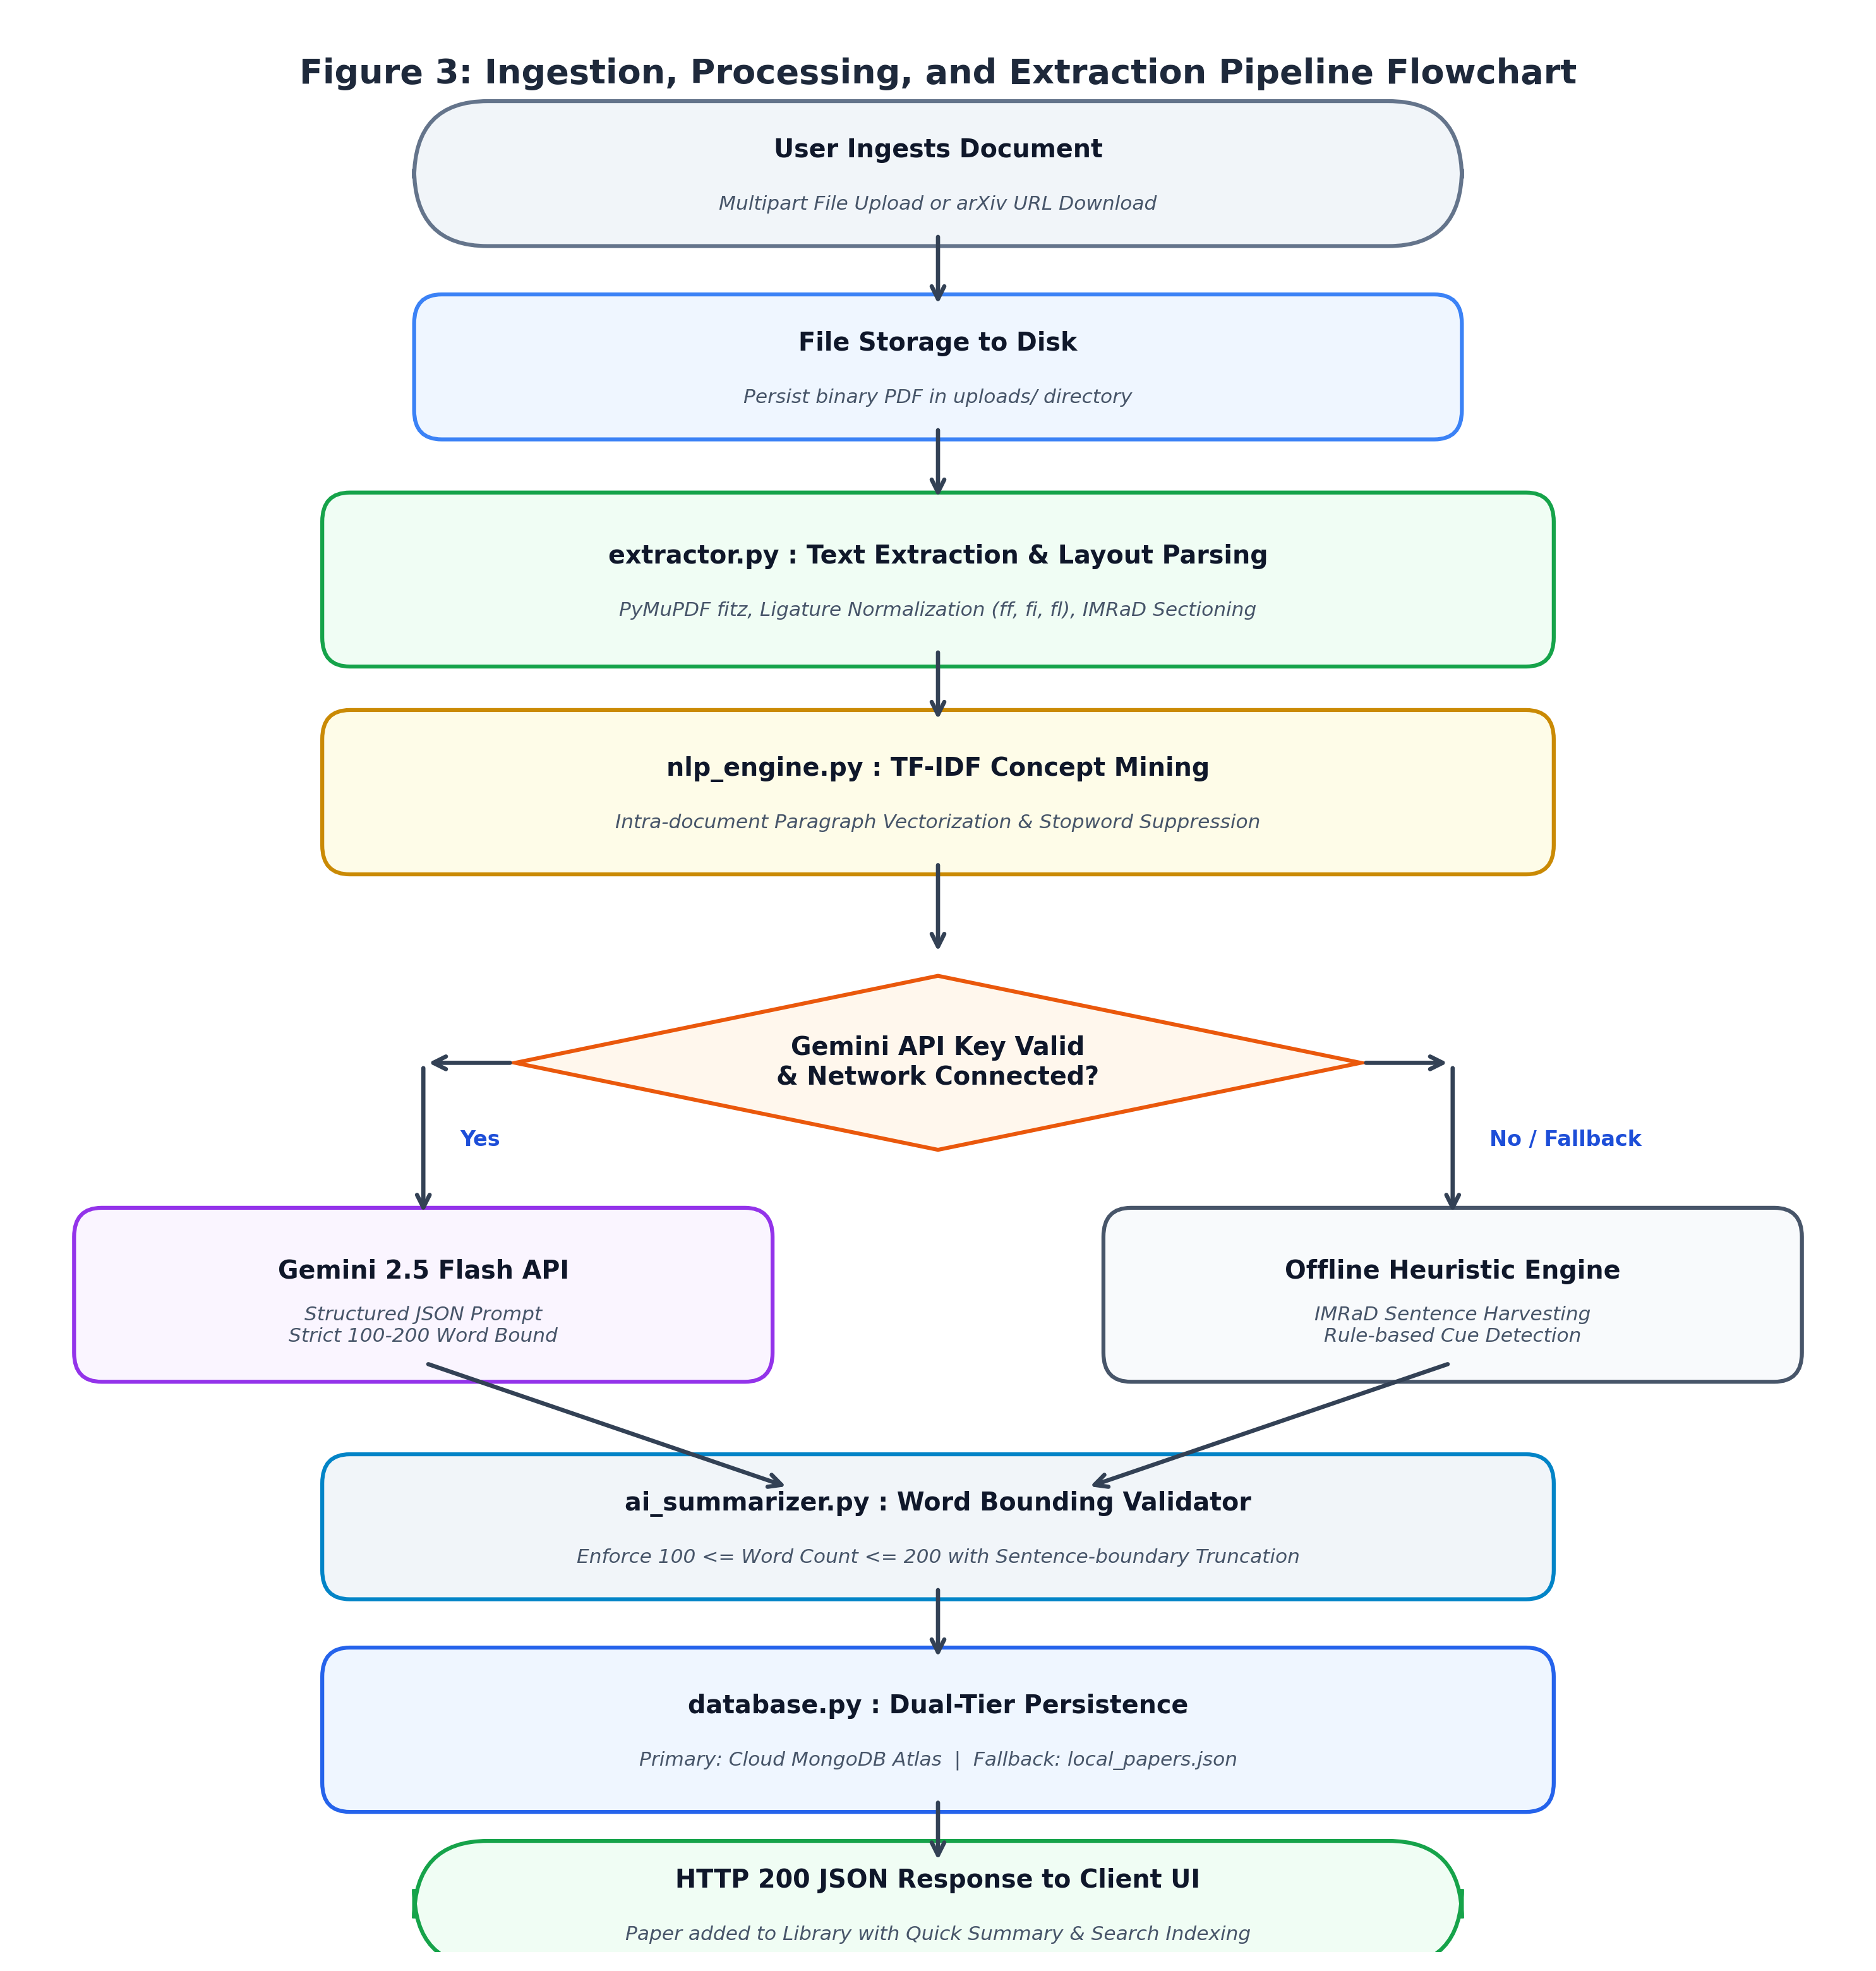 Figure 3: Ingestion, Processing, and Extraction Pipeline Flowchart
User Ingests Document
Multipart File Upload or arXiv URL Download
File Storage to Disk
Persist binary PDF in uploads/ directory
extractor.py : Text Extraction & Layout Parsing
PyMuPDF fitz, Ligature Normalization (ff, fi, fl), IMRaD Sectioning
nlp_engine.py : TF-IDF Concept Mining
Intra-document Paragraph Vectorization & Stopword Suppression
Gemini API Key Valid
& Network Connected?
Yes
No / Fallback
Gemini 2.5 Flash API
Structured JSON Prompt
Strict 100-200 Word Bound
Offline Heuristic Engine
IMRaD Sentence Harvesting
Rule-based Cue Detection
ai_summarizer.py : Word Bounding Validator
Enforce 100 <= Word Count <= 200 with Sentence-boundary Truncation
database.py : Dual-Tier Persistence
Primary: Cloud MongoDB Atlas | Fallback: local_papers.json
HTTP 200 JSON Response to Client UI
Paper added to Library with Quick Summary & Search Indexing